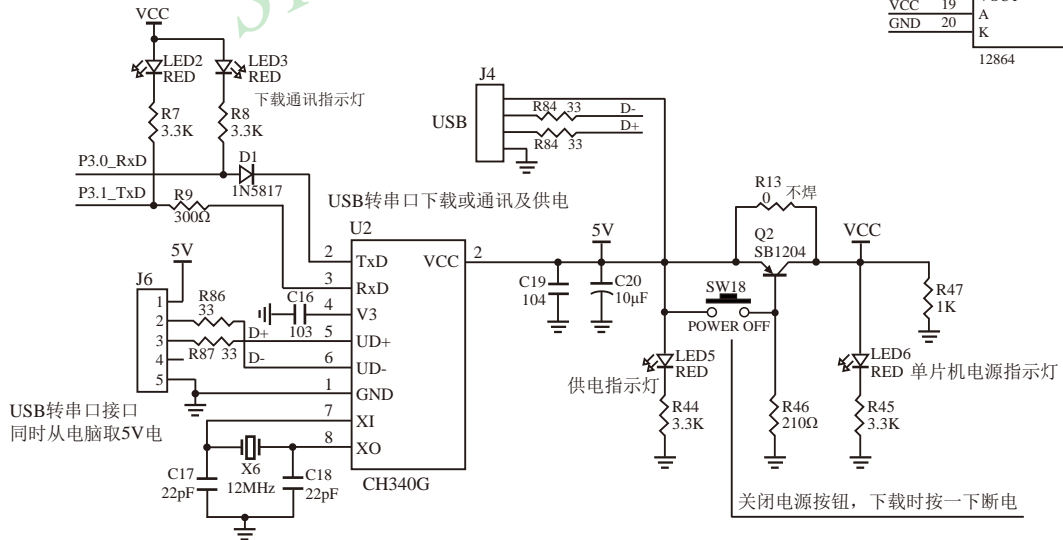 VCC
LED2
RED
LED3
RED
下载通讯指示灯
R7
3.3K
R8
3.3K
P3.0_RxD
D1
1N5817
P3.1_TxD
R9
300Ω
J4
USB
R84 33
D-
D+
R84 33
VCC 19
A
GND 20
K
12864
USB转串口下载或通讯及供电
U2
2
TxD
VCC
2
3
RxD
4
V3
5
UD+
6
UD-
1
GND
7
XI
8
XO
CH340G
5V
J6
1
2
3
4
5
R86
33
D+
R87 33
D-
C16
103
USB转串口接口
同时从电脑取5V电
C17
22pF
X6
12MHz
C18
22pF
5V
C19
104
C20
10μF
R13
0 不焊
Q2
SB1204
VCC
SW18
POWER OFF
R47
1K
LED5
RED
供电指示灯
R44
3.3K
R46
210Ω
LED6
RED
单片机电源指示灯
R45
3.3K
关闭电源按钮，下载时按一下断电